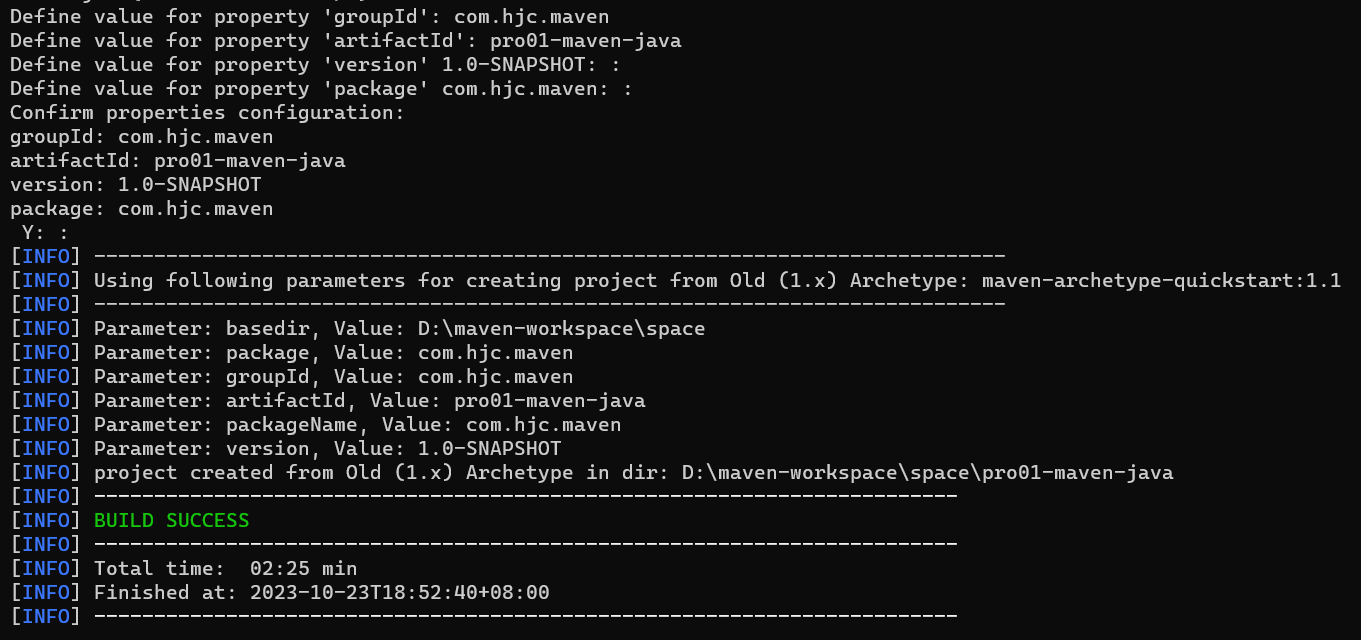 Define value for property 'groupId': com.hjc.maven
Define value for property 'artifactId': pro01-maven-java
Define value for property 'version' 1.0-SNAPSHOT: :
Define value for property 'package' com.hjc.maven: :
Confirm properties configuration:
groupId: com.hjc.maven
artifactId: pro01-maven-java
version: 1.0-SNAPSHOT
package: com.hjc.maven
 Y: :
[INFO] ----------------------------------------------------------------------------
[INFO] Using following parameters for creating project from Old (1.x) Archetype: maven-archetype-quickstart:1.1
[INFO] ----------------------------------------------------------------------------
[INFO] Parameter: basedir, Value: D:\maven-workspace\space
[INFO] Parameter: package, Value: com.hjc.maven
[INFO] Parameter: groupId, Value: com.hjc.maven
[INFO] Parameter: artifactId, Value: pro01-maven-java
[INFO] Parameter: packageName, Value: com.hjc.maven
[INFO] Parameter: version, Value: 1.0-SNAPSHOT
[INFO] project created from Old (1.x) Archetype in dir: D:\maven-workspace\space\pro01-maven-java
[INFO] ------------------------------------------------------------------------
[INFO] BUILD SUCCESS
[INFO] ------------------------------------------------------------------------
[INFO] Total time:  02:25 min
[INFO] Finished at: 2023-10-23T18:52:40+08:00
[INFO] ------------------------------------------------------------------------